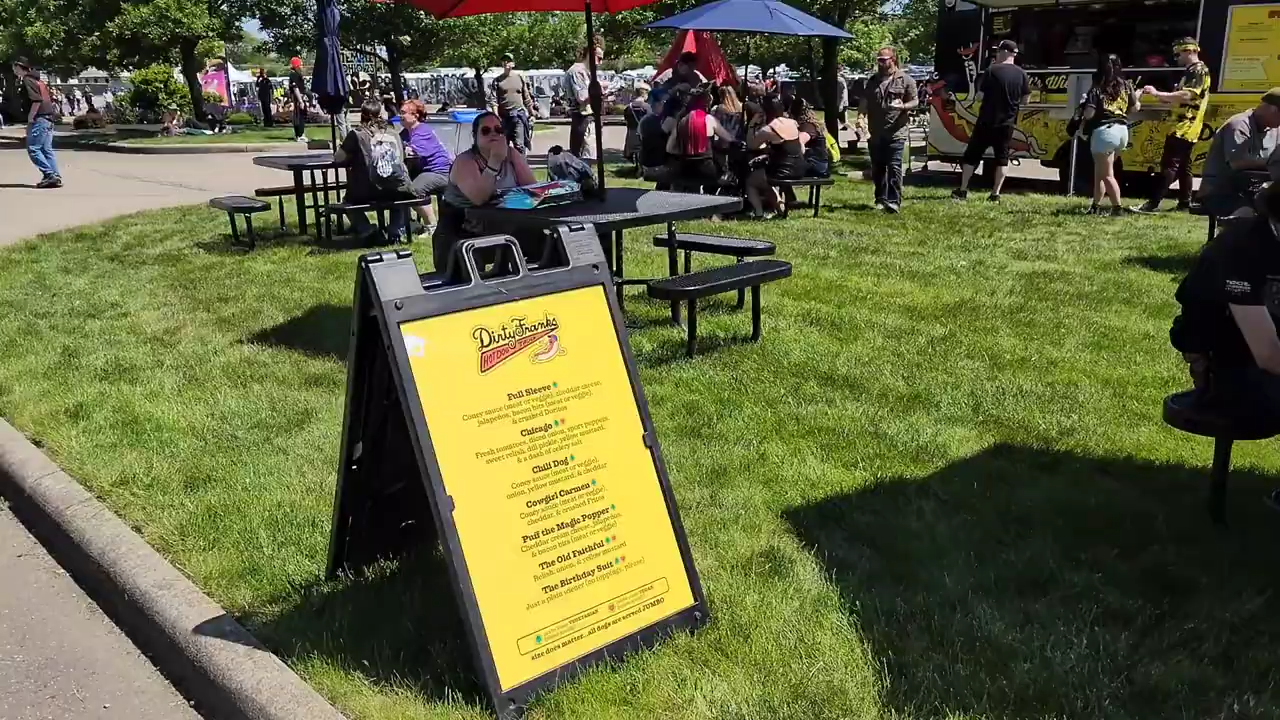 Dirty Franks
HOT DOG
Full Sleeve
Coney sauce (meat or veggie), cheddar cheese,
jalapeños, bacon bits (meat or veggie),
& crushed Doritos
Chicago
Fresh tomatoes, diced onion, sport peppers,
sweet relish, dill pickle, yellow mustard,
& a dash of celery salt
Chili Dog
Coney sauce (meat or veggie),
onion, yellow mustard, & cheddar
Cowgirl Carmen
Coney sauce (meat or veggie),
cheddar, & crushed Fritos
Puff the Magic Popper
Cheddar cream cheese, jalapeños,
& bacon bits (meat or veggie)
The Old Faithful
Relish, onion, & yellow mustard
The Birthday Suit
Just a plain wiener (no toppings, please)
VEGETARIAN
VEGAN
size does matter...all dogs are served JUMBO